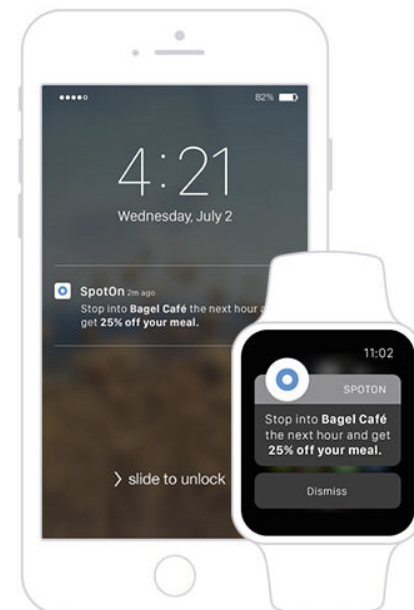 82%
4:21
Wednesday, July 2
SpotOn 2m ago
Stop into Bagel Café the next hour
get 25% off your meal.
> slide to unlock
11:02
SPOTON
Stop into Bagel Café
the next hour and get
25% off your meal.
Dismiss